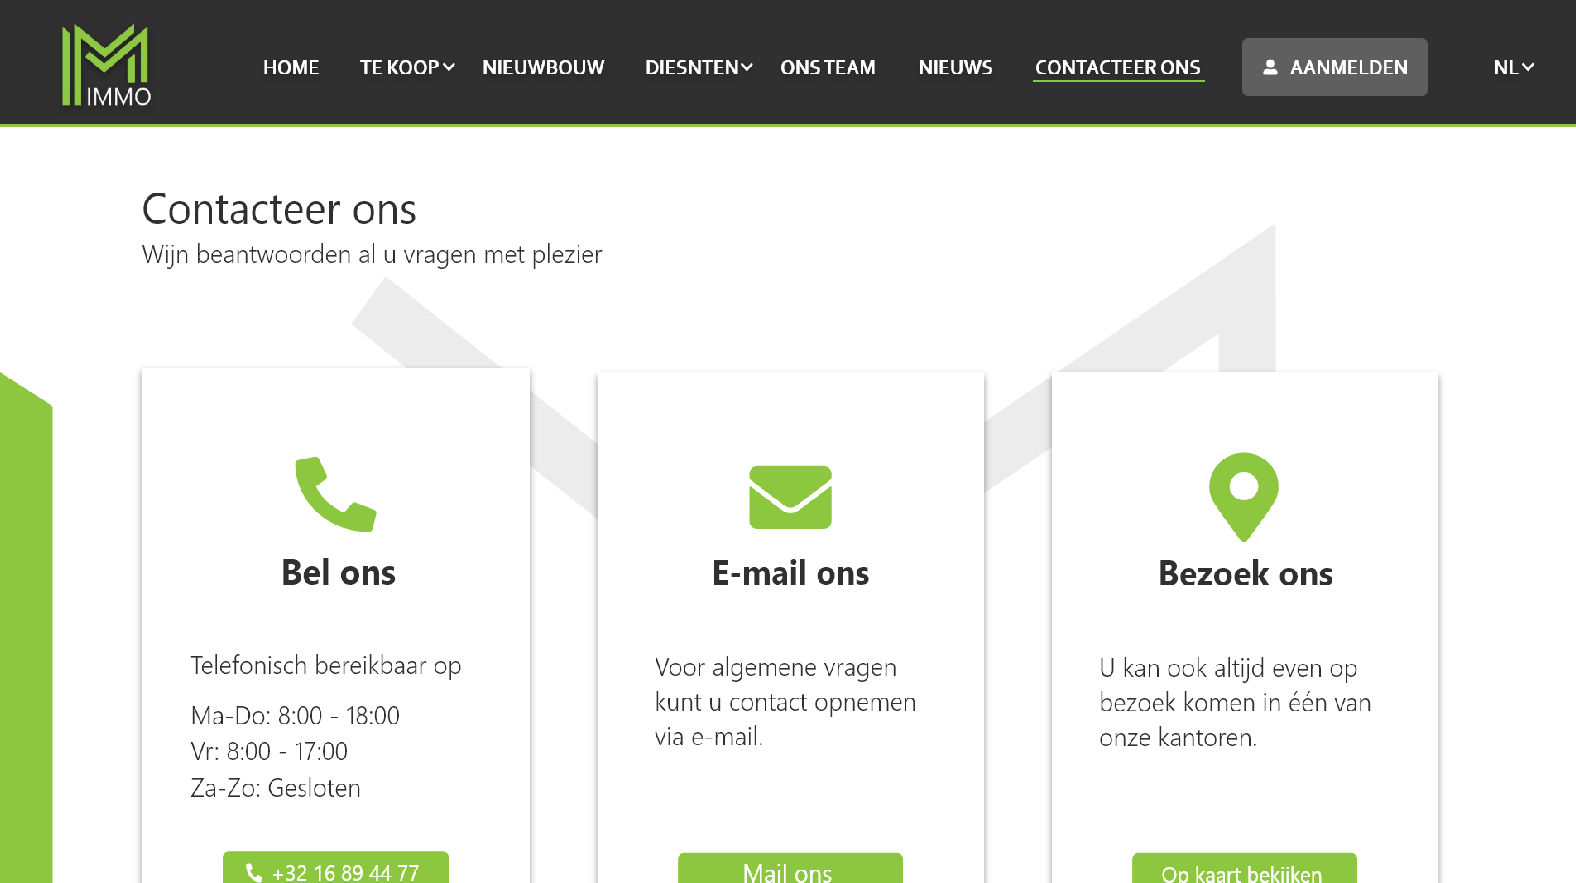 IMMO
HOME TE KOOP NIEUWBOUW DIESNTEN ONS TEAM NIEUWS CONTACTEER ONS AANMELDEN NL
Contacteer ons
Wijn beantwoorden al u vragen met plezier
Bel ons
Telefonisch bereikbaar op
Ma-Do: 8:00 - 18:00
Vr: 8:00 - 17:00
Za-Zo: Gesloten
+32 16 89 44 77
E-mail ons
Voor algemene vragen
kunt u contact opnemen
via e-mail.
Mail ons
Bezoek ons
U kan ook altijd even op
bezoek komen in één van
onze kantoren.
Op kaart bekijken